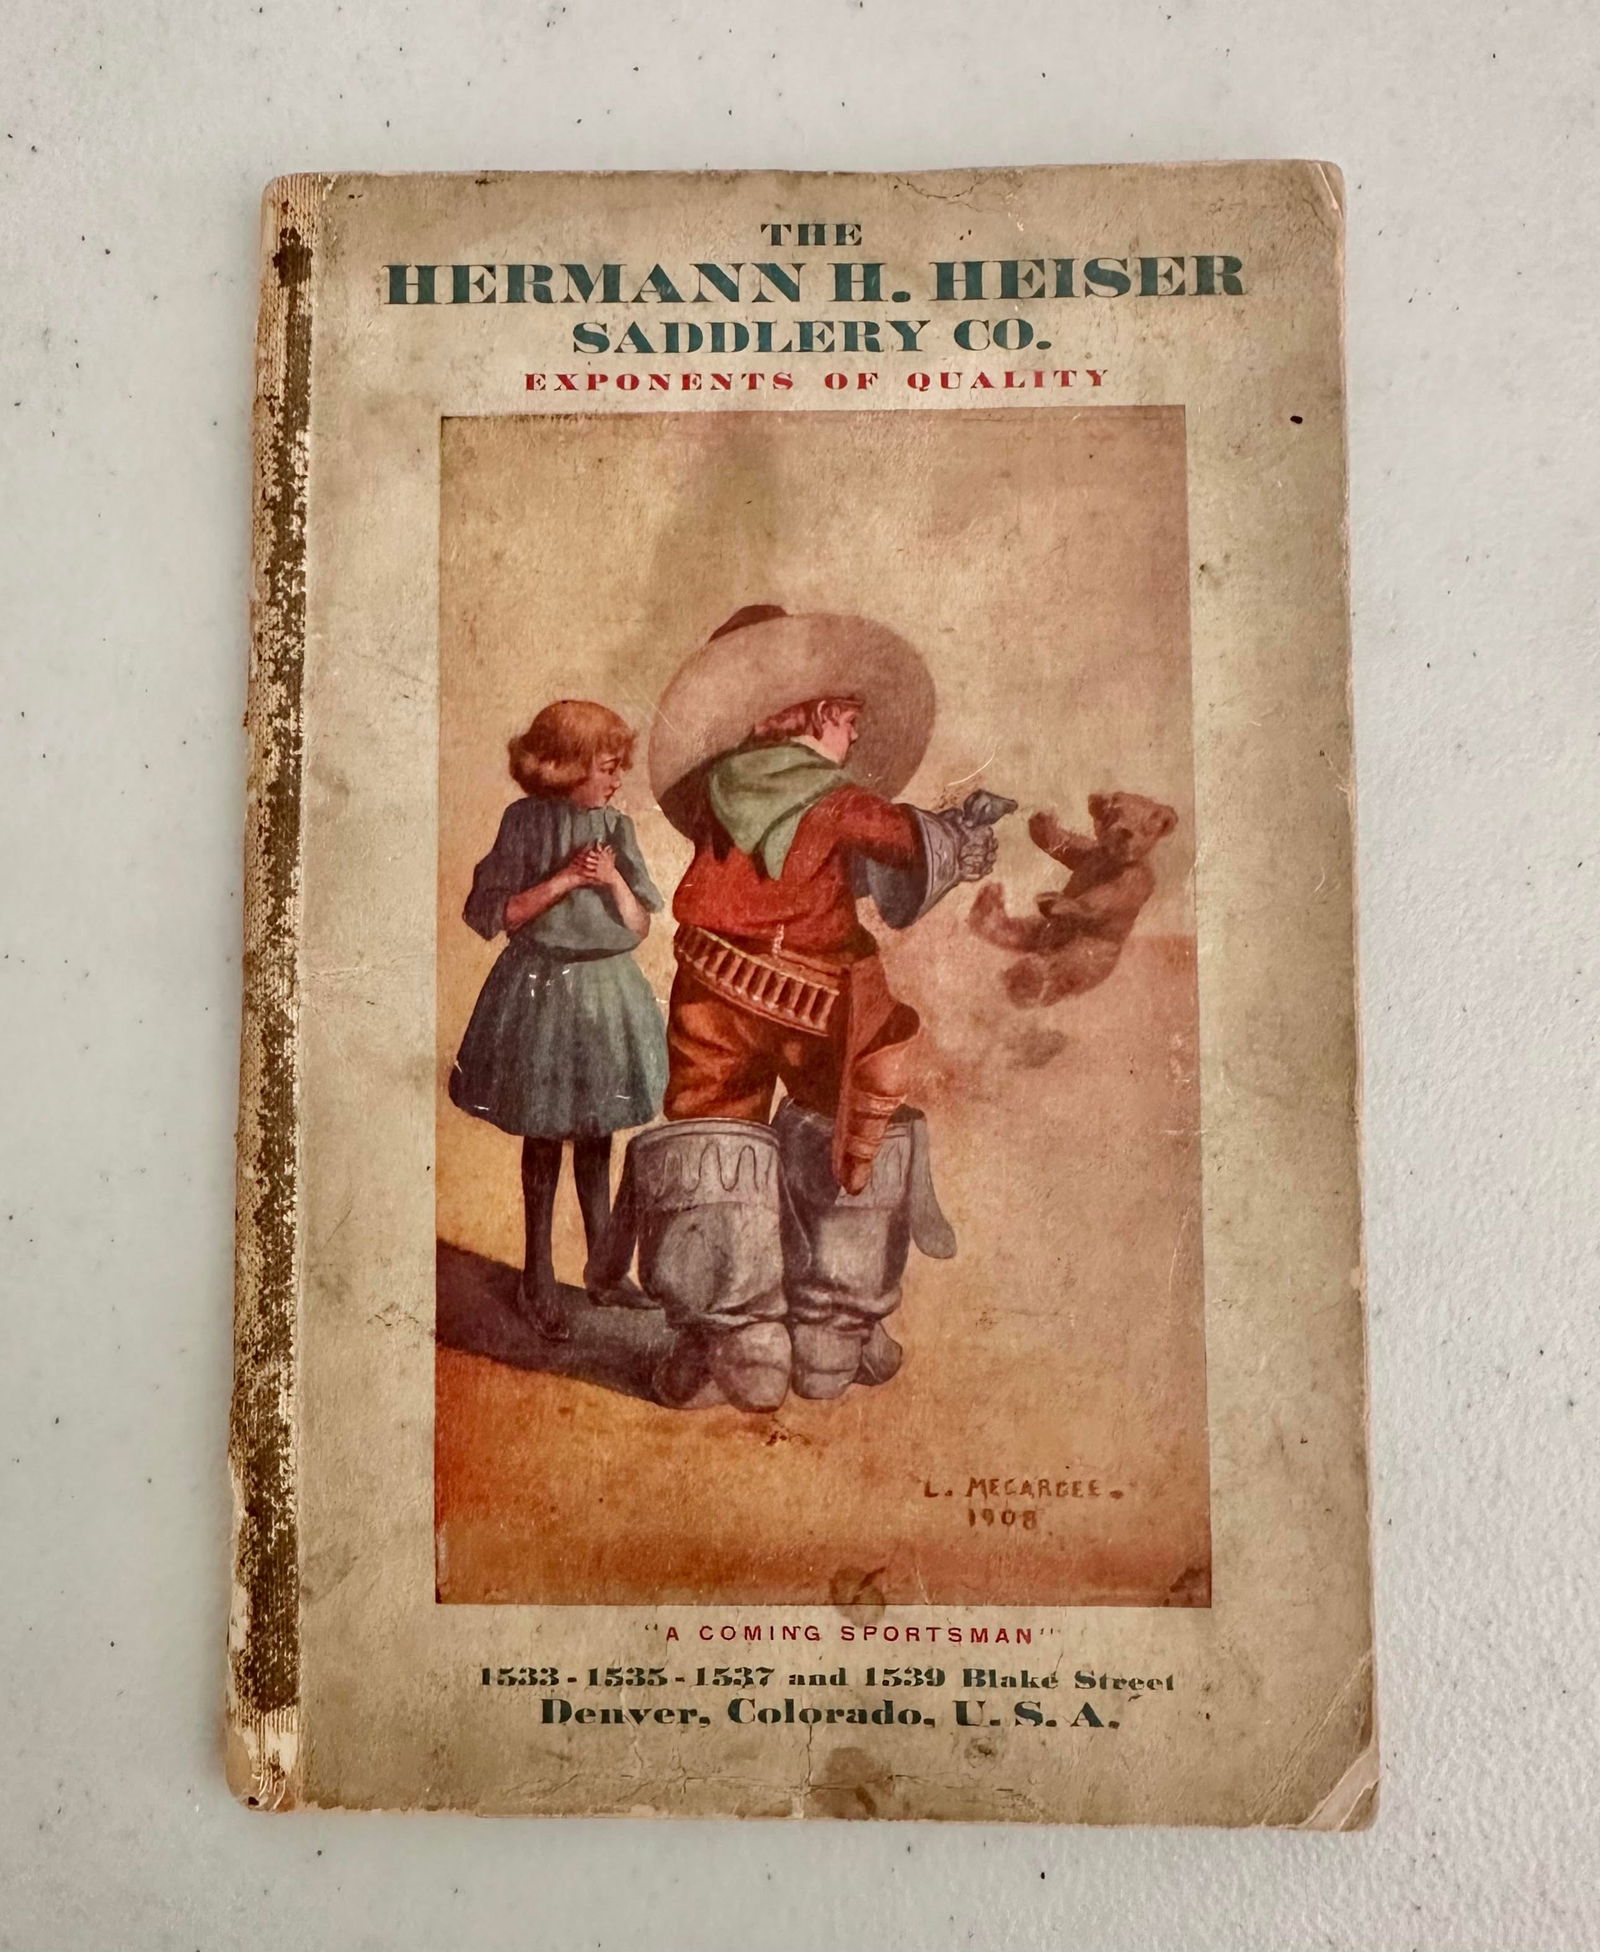 THE
HERMANN H. HEISER
SADDLERY CO.
EXPONENTS OF QUALITY
L. MEGARGEE.
1908
"A COMING SPORTSMAN"
1533-1535-1537 and 1539 Blake Street
Denver, Colorado, U. S. A.